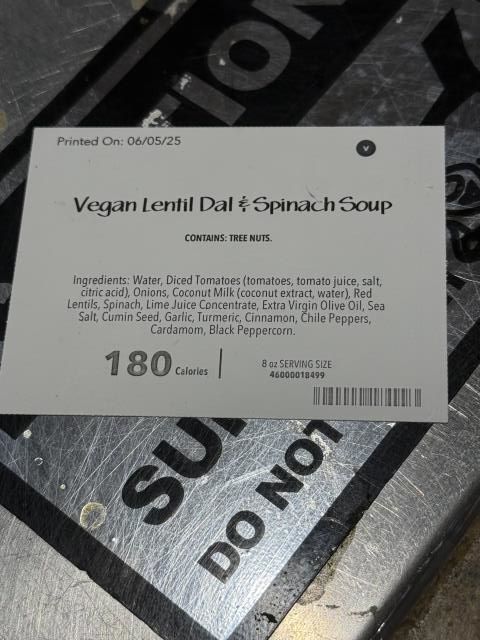 TION
Printed On: 06/05/25
V
Vegan Lentil Dal & Spinach Soup
CONTAINS: TREE NUTS.
Ingredients: Water, Diced Tomatoes (tomatoes, tomato juice, salt,
citric acid), Onions, Coconut Milk (coconut extract, water), Red
Lentils, Spinach, Lime Juice Concentrate, Extra Virgin Olive Oil, Sea
Salt, Cumin Seed, Garlic, Turmeric, Cinnamon, Chile Peppers,
Cardamom, Black Peppercorn.
180 Calories
8 oz SERVING SIZE
46000018499
SU
DO NOT